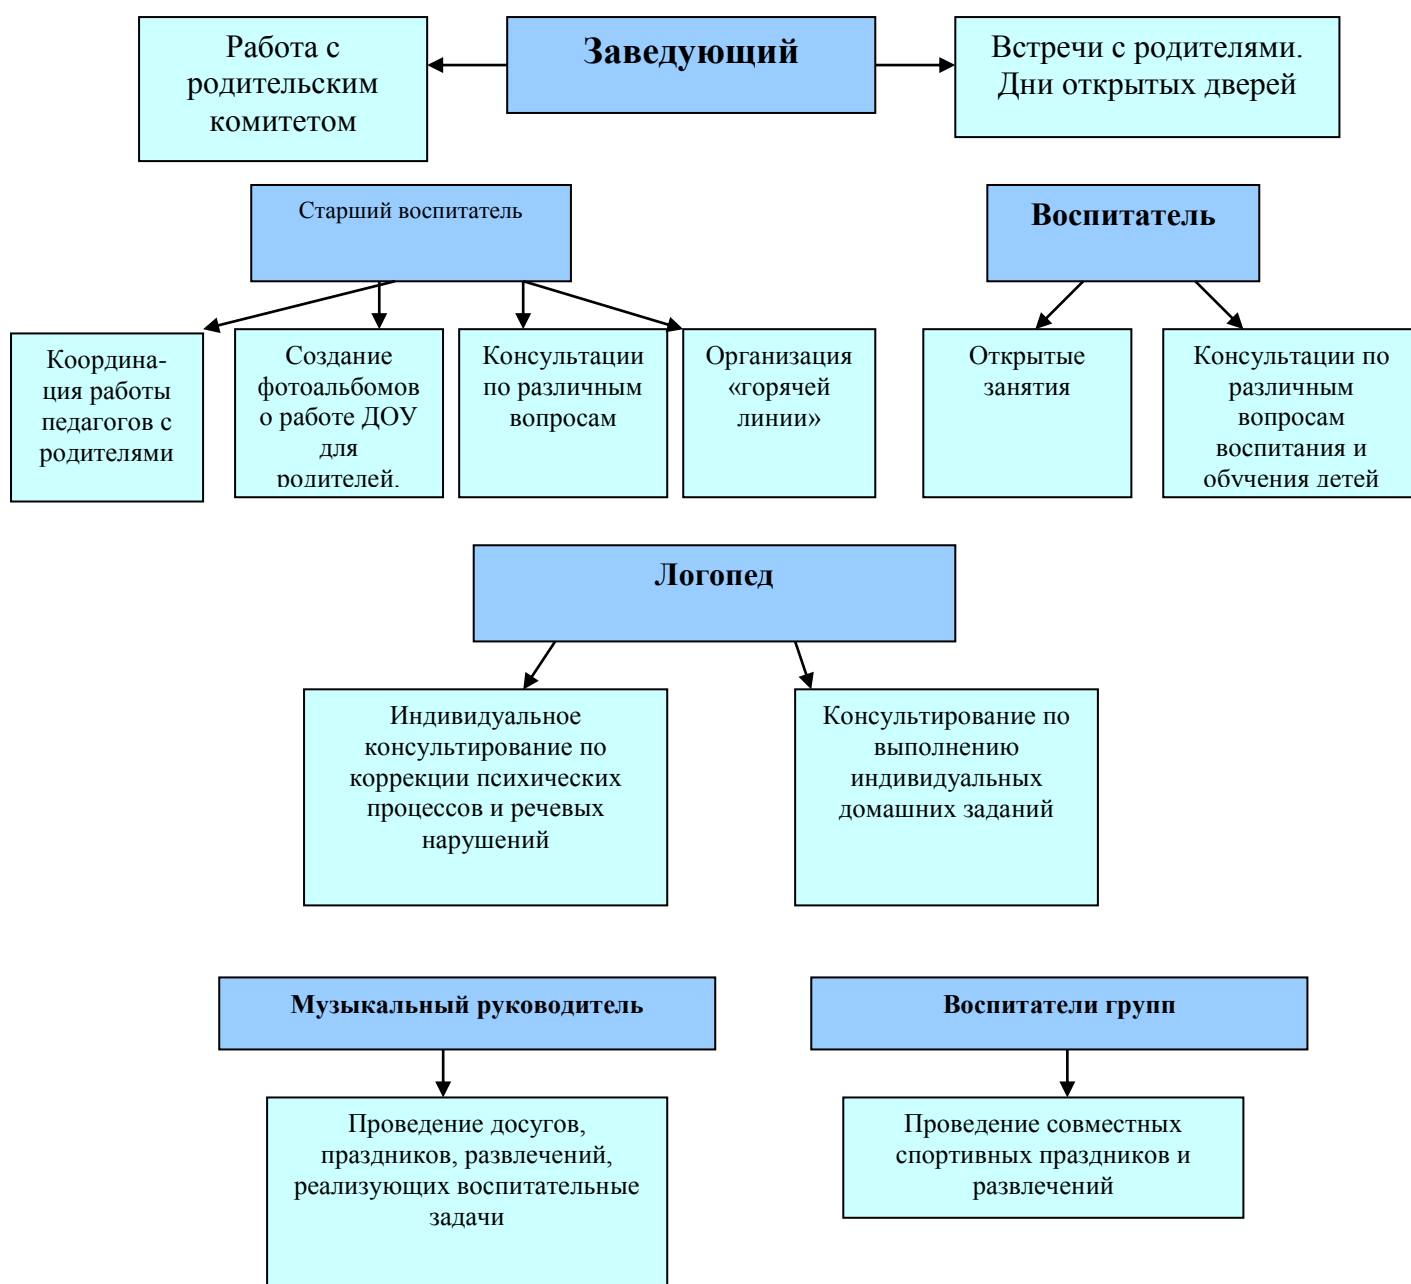 Работа с
родительским
комитетом
Заведующий
Встречи с родителями.
Дни открытых дверей
Старший воспитатель
Воспитатель
Координа-
ция работы
педагогов с
родителями
Создание
фотоальбомов
о работе ДОУ
для
родителей.
Консультации
по различным
вопросам
Организация
«горячей
линии»
Открытые
занятия
Консультации по
различным
вопросам
воспитания и
обучения детей
Логопед
Индивидуальное
консультирование по
коррекции психических
процессов и речевых
нарушений
Консультирование по
выполнению
индивидуальных
домашних заданий
Музыкальный руководитель
Воспитатели групп
Проведение досугов,
праздников, развлечений,
реализующих воспитательные
задачи
Проведение совместных
спортивных праздников и
развлечений